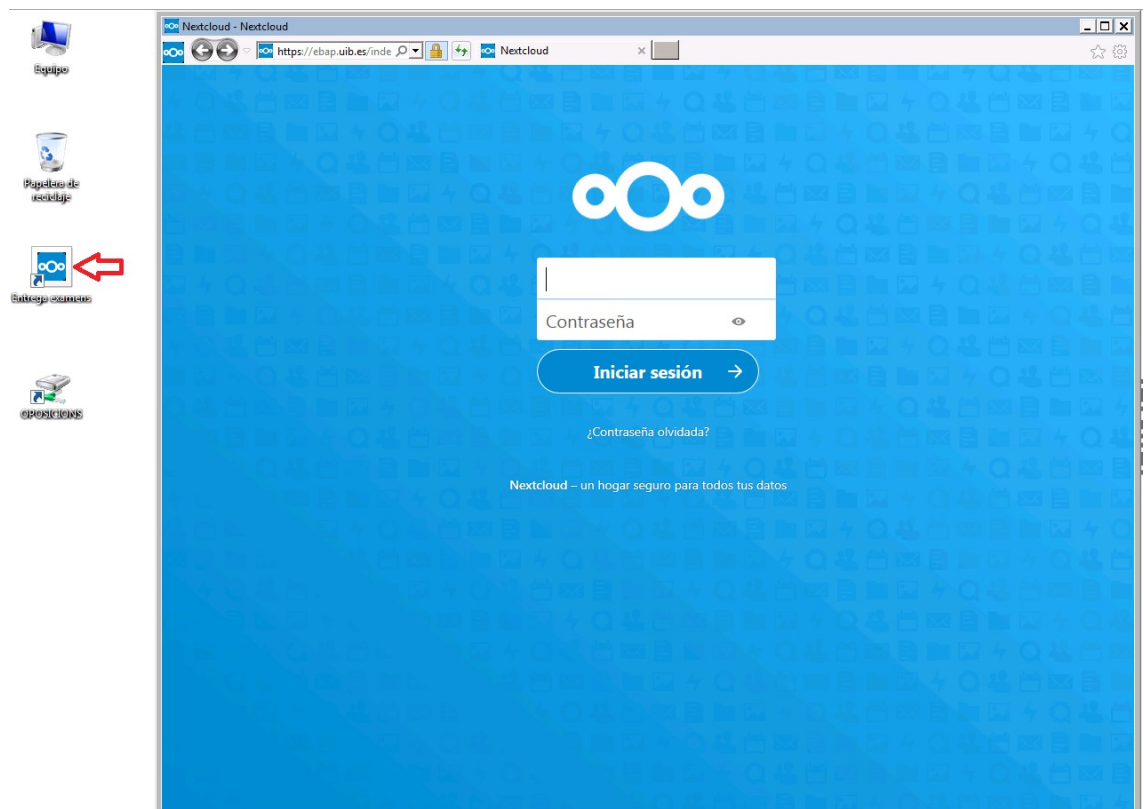 Equipo
Papelera de
reciclaje
Entrega examens
OPOSICIONS
Nextcloud - Nextcloud
https://ebap.uib.es/inde
Nextcloud
Contraseña
Iniciar sesión
¿Contraseña olvidada?
Nextcloud – un hogar seguro para todos tus datos